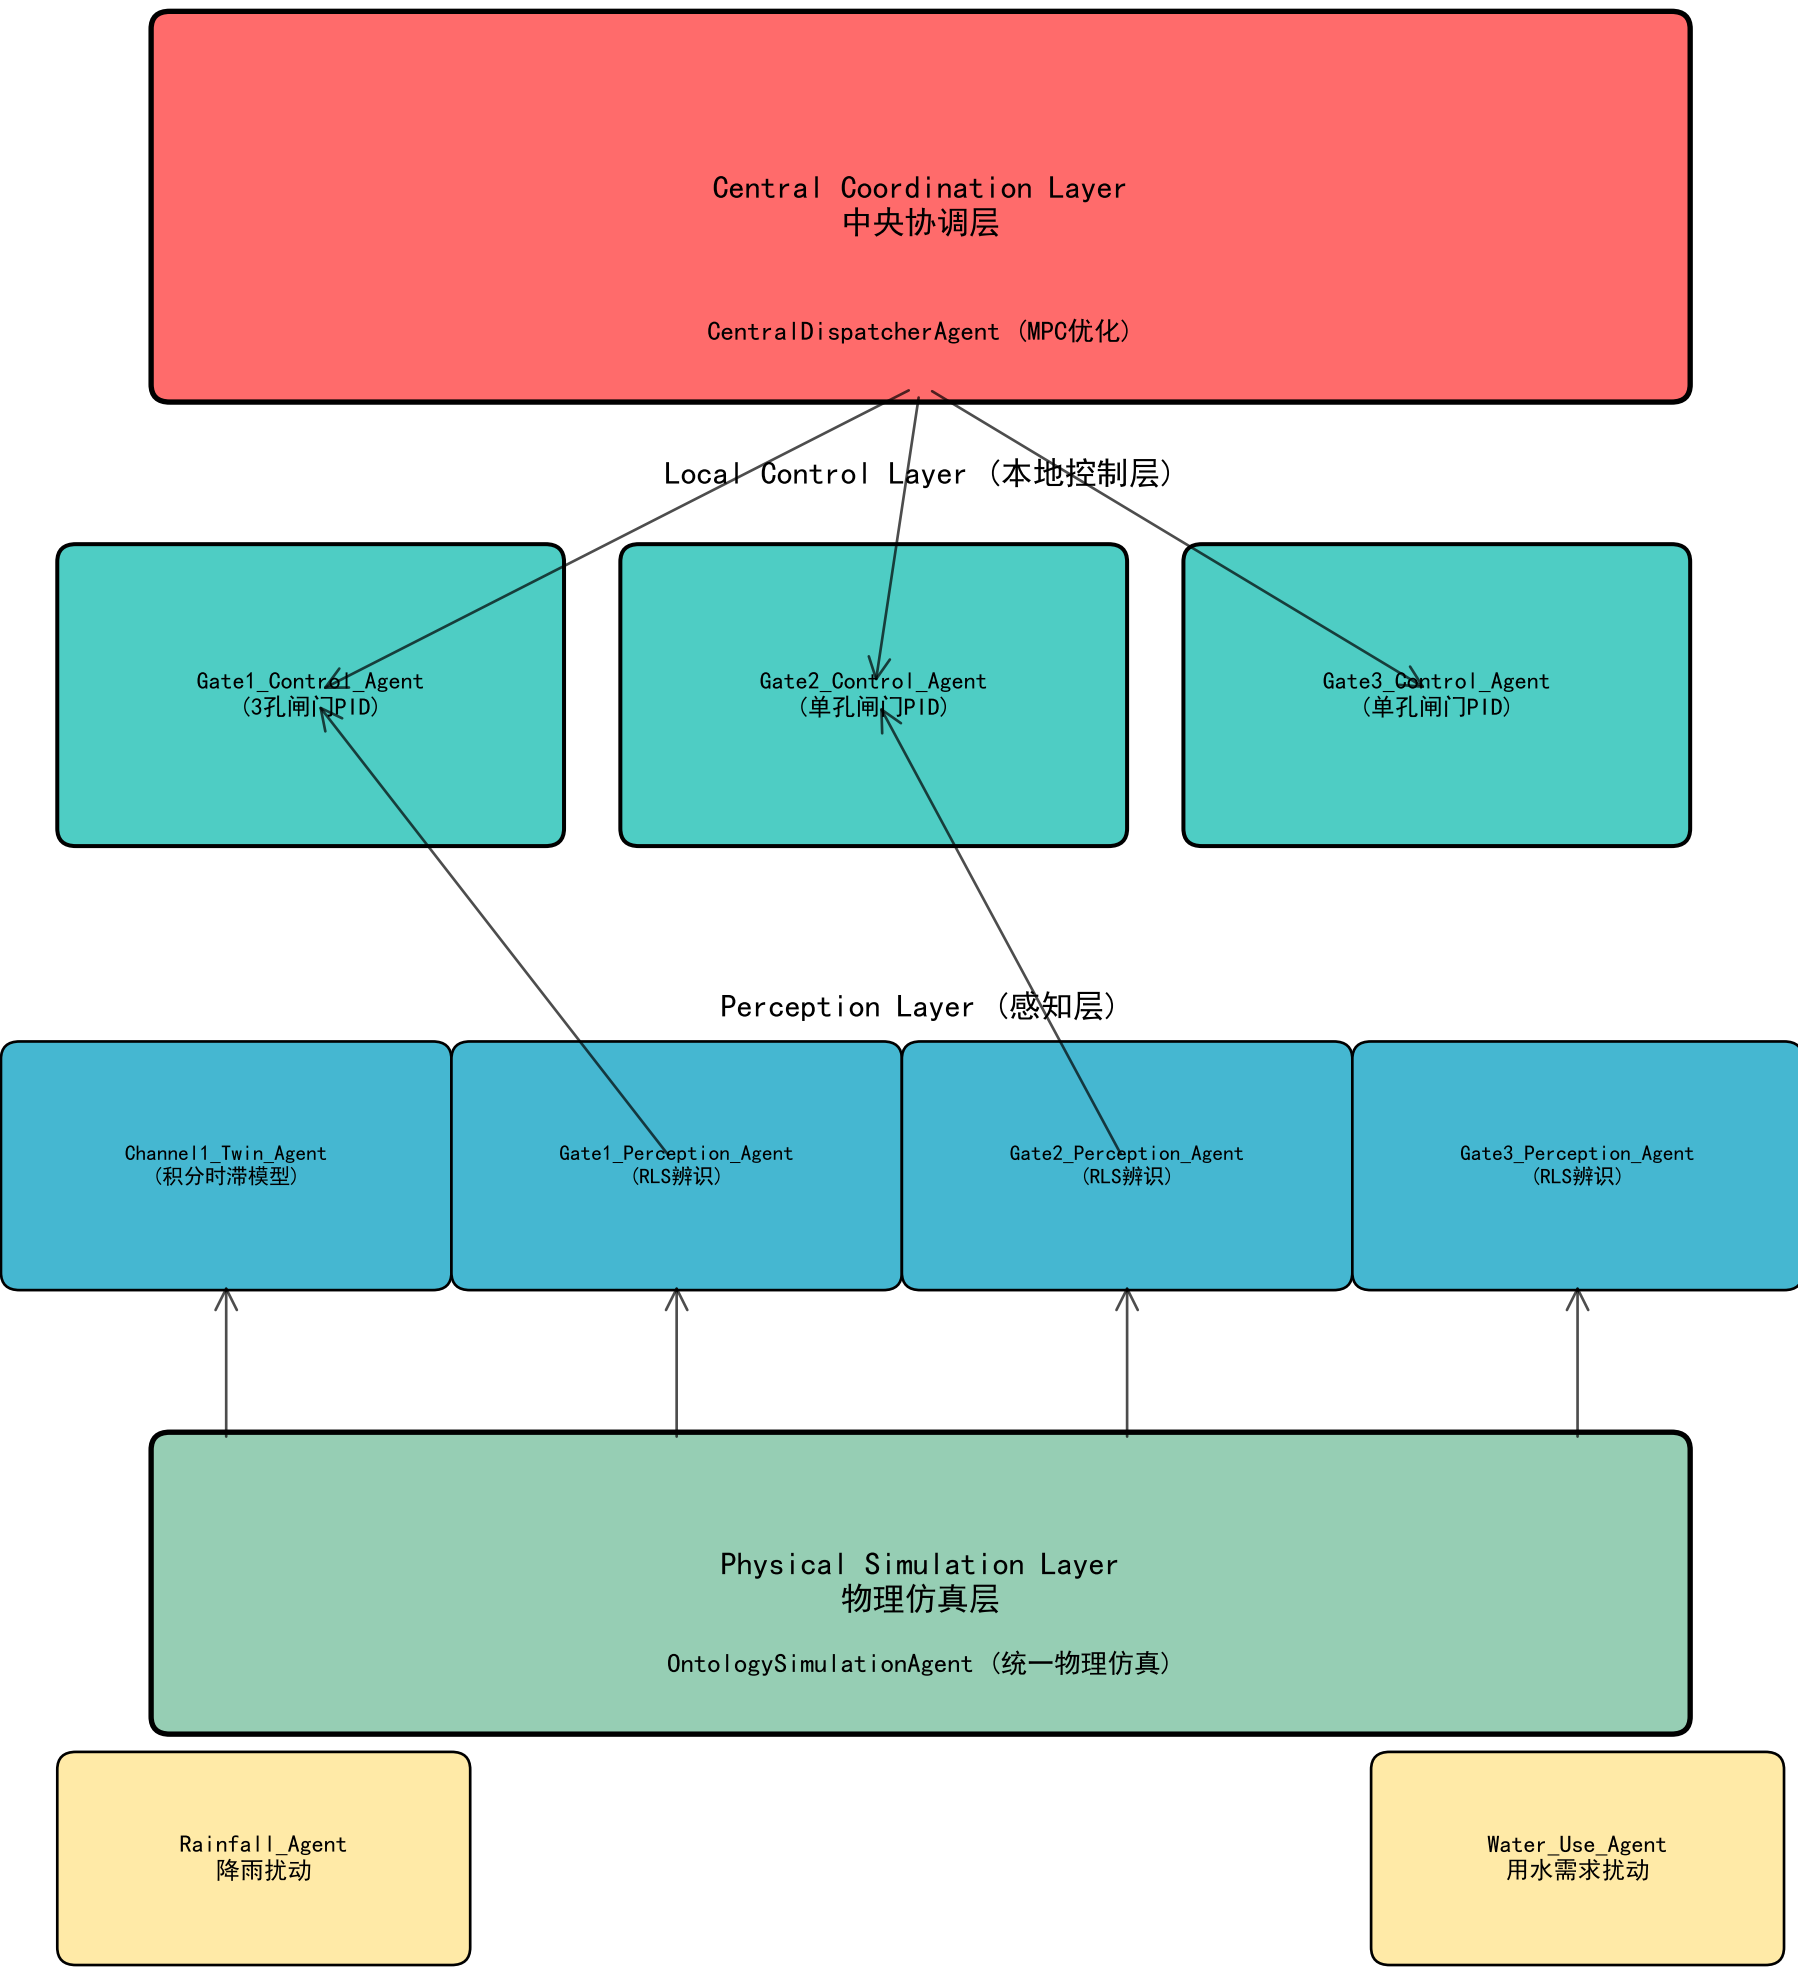 Central Coordination Layer
中央协调层
CentralDispatcherAgent (MPC优化)
Local Control Layer (本地控制层)
Gate1_Control_Agent
(3孔闸门PID)
Gate2_Control_Agent
(单孔闸门PID)
Gate3_Control_Agent
(单孔闸门PID)
Perception Layer (感知层)
Channel1_Twin_Agent
(积分时滞模型)
Gate1_Perception_Agent
(RLS辨识)
Gate2_Perception_Agent
(RLS辨识)
Gate3_Perception_Agent
(RLS辨识)
Physical Simulation Layer
物理仿真层
OntologySimulationAgent (统一物理仿真)
Rainfall_Agent
降雨扰动
Water_Use_Agent
用水需求扰动